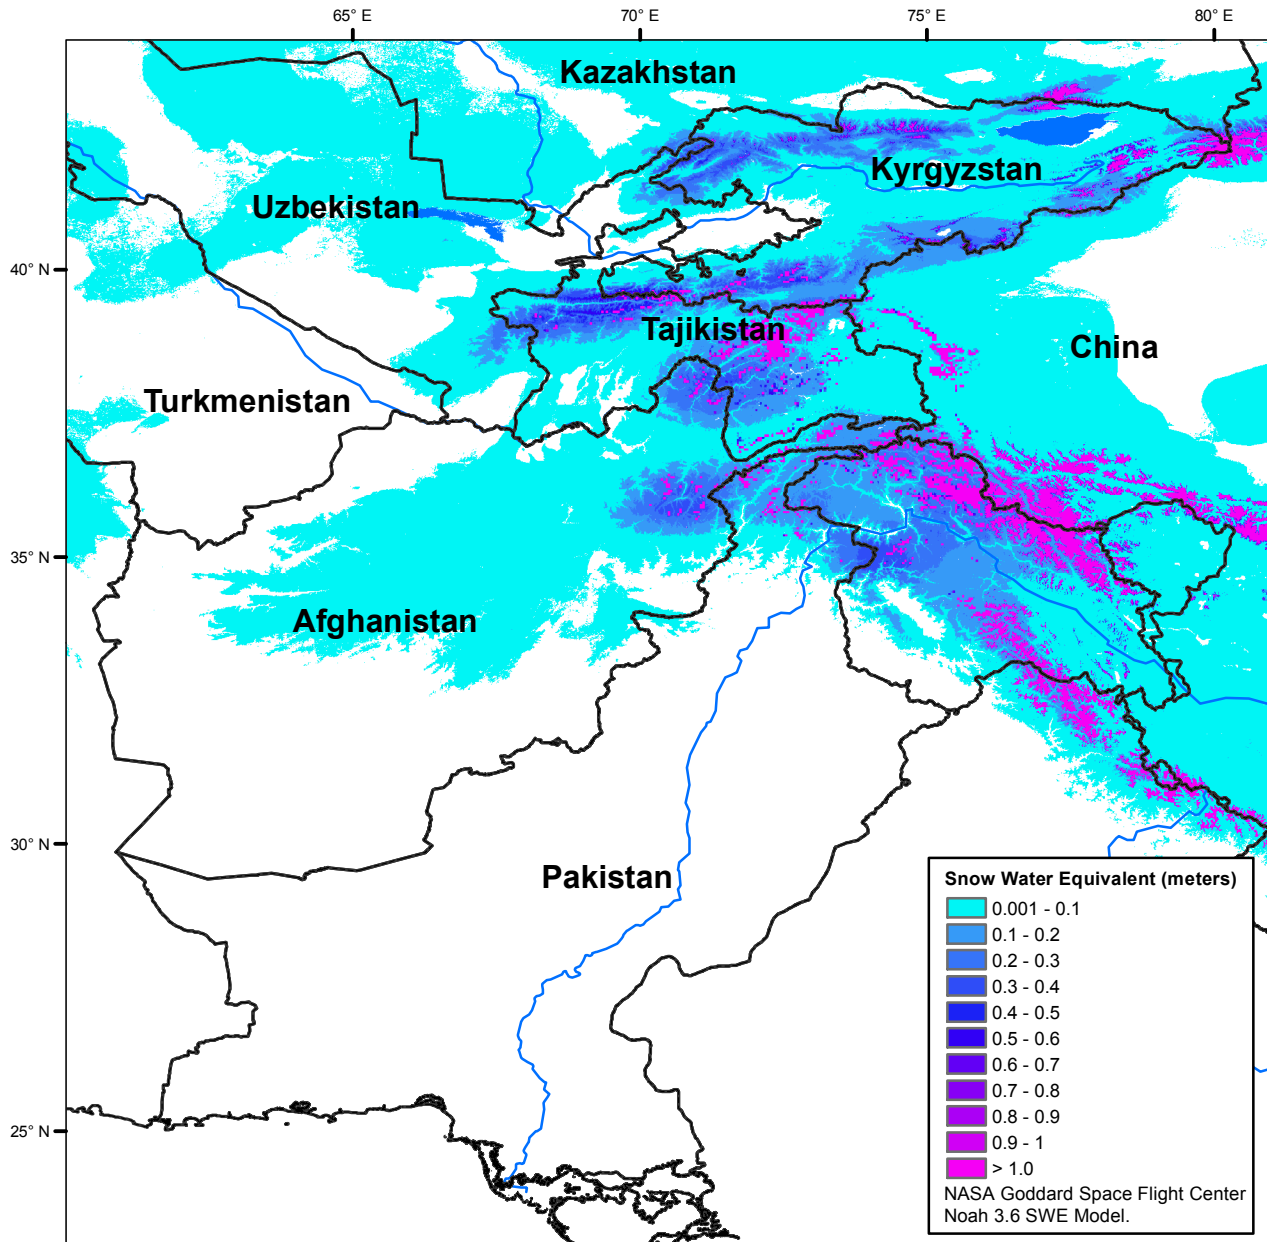 65° E
70° E
75° E
80° E
Kazakhstan
Kyrgyzstan
Uzbekistan
40° N
Tajikistan
China
Turkmenistan
35° N
Afghanistan
30° N
Pakistan
25° N
Snow Water Equivalent (meters)
0.001 - 0.1
0.1 - 0.2
0.2 - 0.3
0.3 - 0.4
0.4 - 0.5
0.5 - 0.6
0.6 - 0.7
0.7 - 0.8
0.8 - 0.9
0.9 - 1
> 1.0
NASA Goddard Space Flight Center
Noah 3.6 SWE Model.